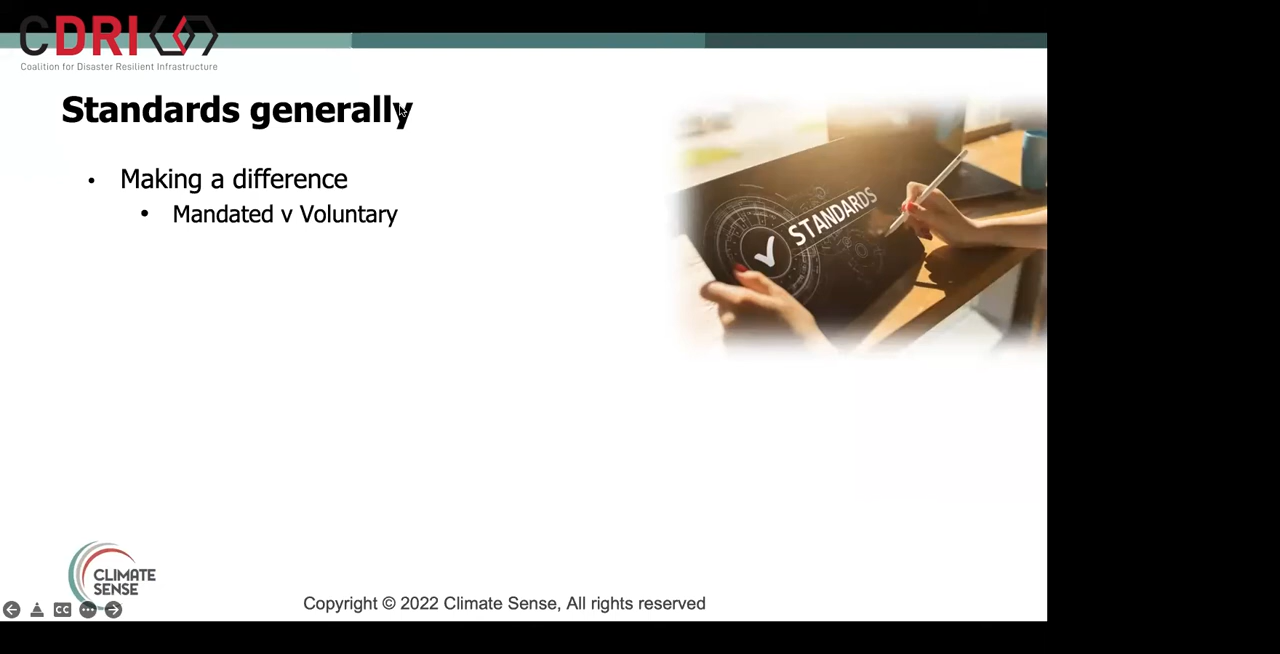 CDRI
Coalition for Disaster Resilient Infrastructure
Standards generally
• Making a difference
• Mandated v Voluntary
STANDARDS
CLIMATE
SENSE
CC
Copyright © 2022 Climate Sense, All rights reserved